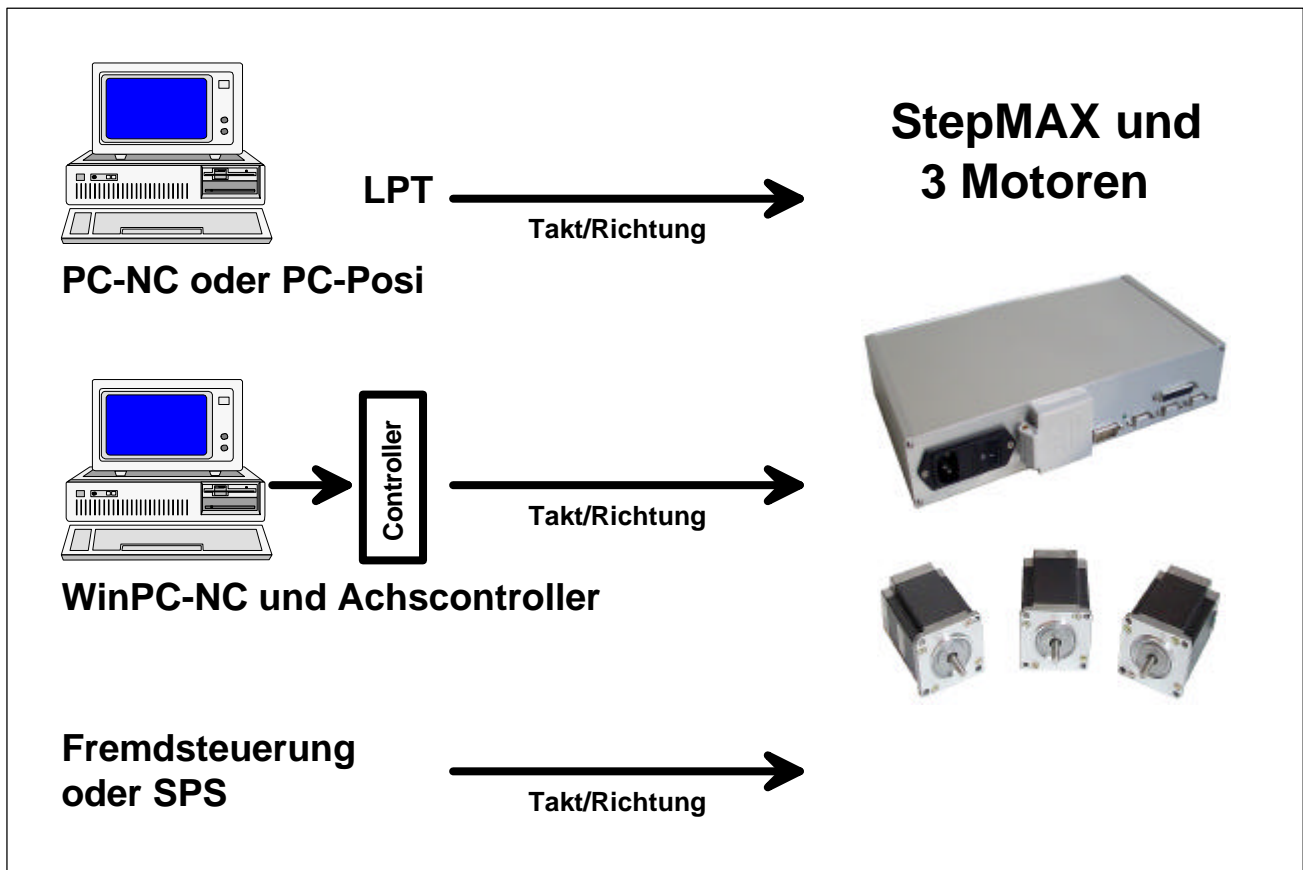 StepMAX und
3 Motoren
LPT
Takt/Richtung
PC-NC oder PC-Posi
Controller
Takt/Richtung
WinPC-NC und Achscontroller
Fremdsteuerung
oder SPS
Takt/Richtung